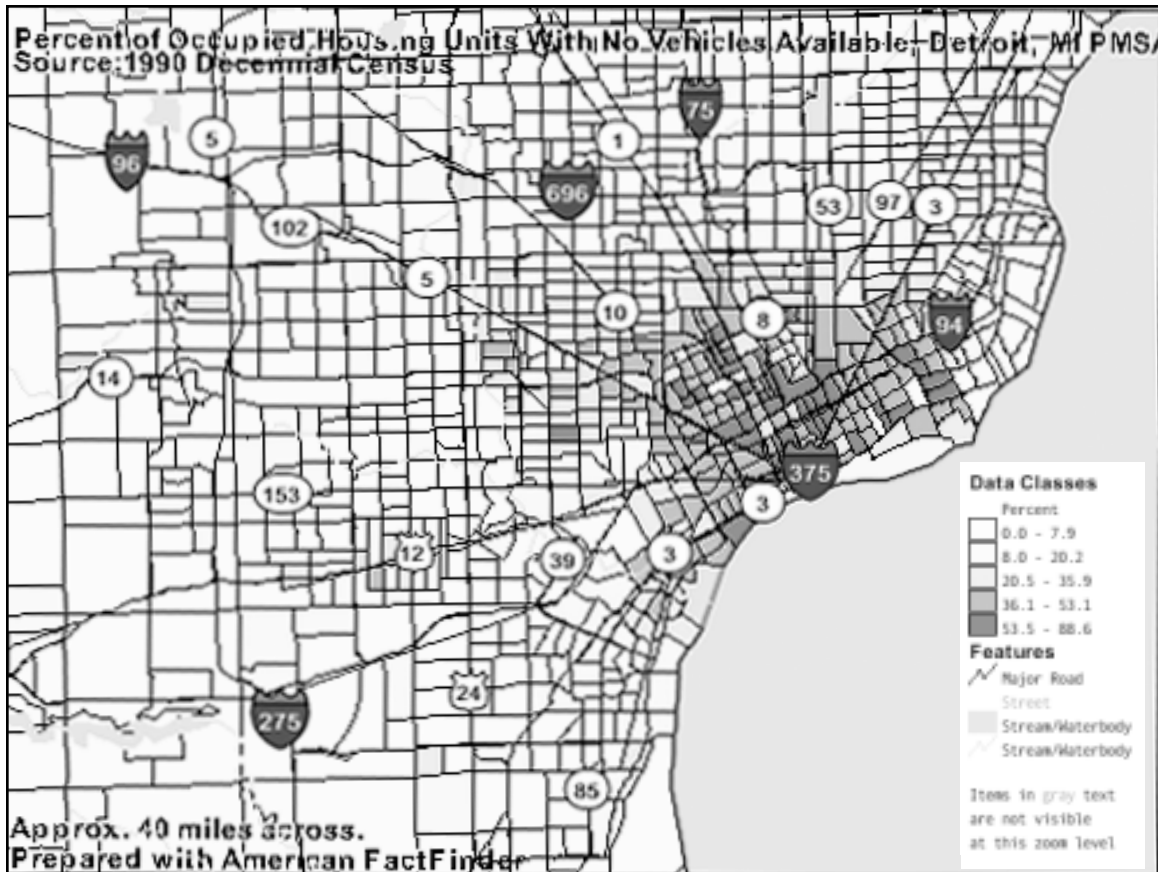 Percent of Occupied Housing Units With No Vehicles Available, Detroit, MI PMSA
Source: 1990 Decennial Census
75
5
1
96
696
53
97
3
102
5
10
8
94
14
375
153
3
12
39
3
24
275
85
Data Classes
Percent
0.0 - 7.9
8.0 - 20.2
20.5 - 35.9
36.1 - 53.1
53.5 - 88.6
Features
Major Road
Street
Stream/Waterbody
Stream/Waterbody
Items in gray text
are not visible
at this zoom level
Approx. 40 miles across.
Prepared with American FactFinder